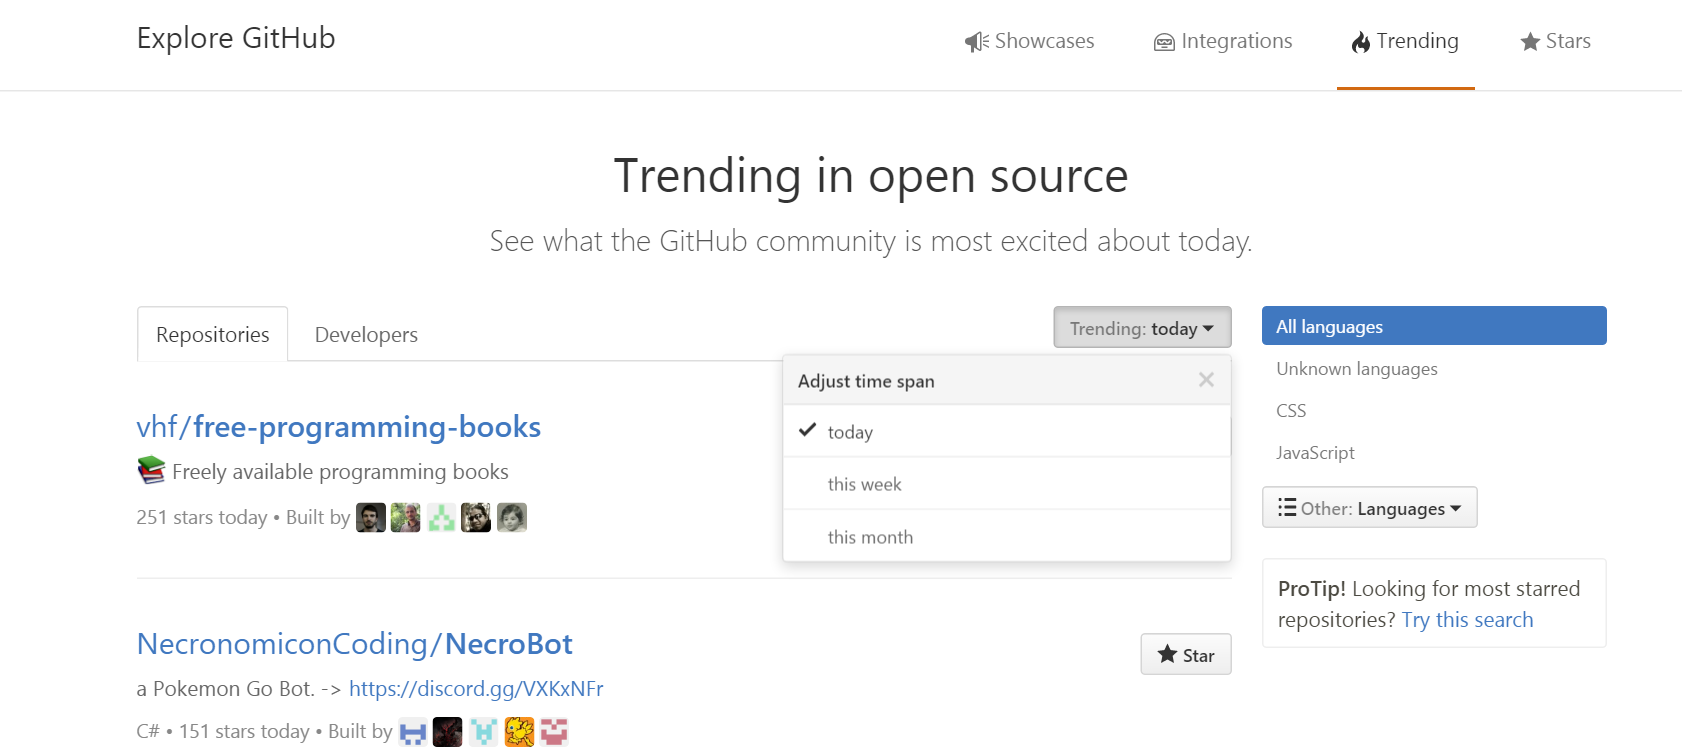 Explore GitHub
Showcases
Integrations
Trending
Stars
Trending in open source
See what the GitHub community is most excited about today.
Repositories
Developers
Trending: today
All languages
Unknown languages
CSS
JavaScript
Other: Languages
ProTip! Looking for most starred
repositories? Try this search
Adjust time span
today
this week
this month
vhf/free-programming-books
Freely available programming books
251 stars today • Built by
NecronomiconCoding/NecroBot
Star
a Pokemon Go Bot. -> https://discord.gg/VXKxNFr
C# • 151 stars today • Built by